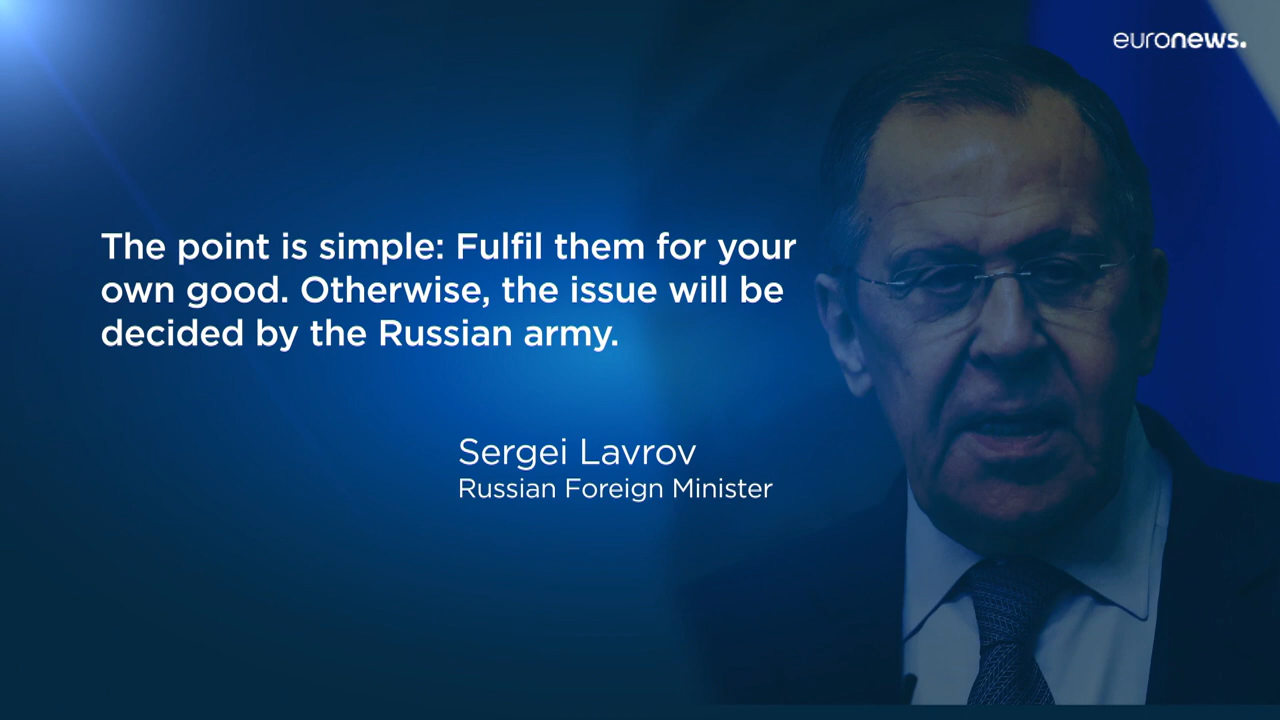 euronews.
The point is simple: Fulfil them for your
own good. Otherwise, the issue will be
decided by the Russian army.
Sergei Lavrov
Russian Foreign Minister